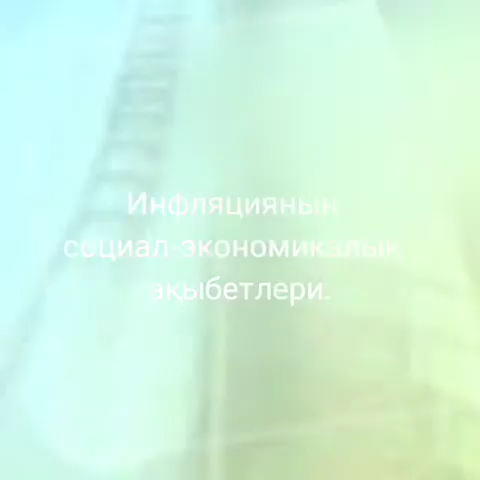 Инфляцияның
социал-экономикалық
ақыбетлери.